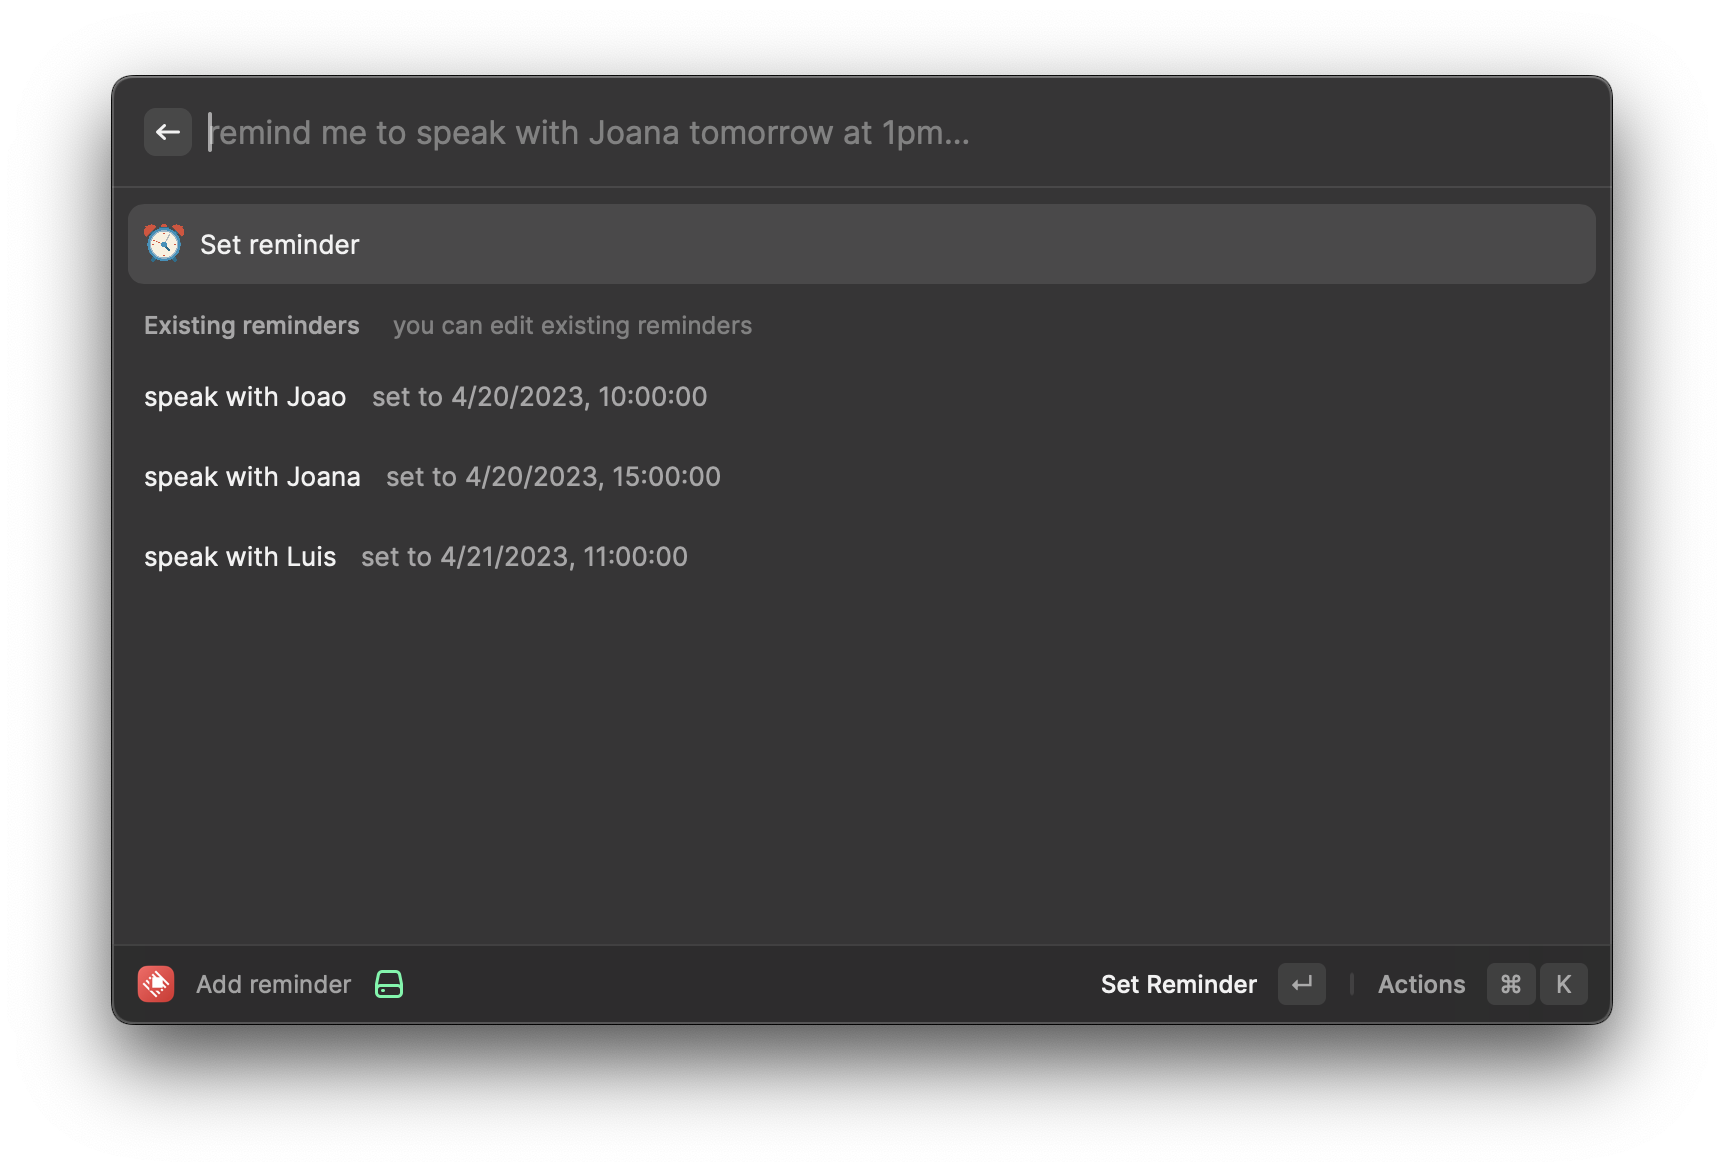 remind me to speak with Joana tomorrow at 1pm...
Set reminder
Existing reminders you can edit existing reminders
speak with Joao set to 4/20/2023, 10:00:00
speak with Joana set to 4/20/2023, 15:00:00
speak with Luis set to 4/21/2023, 11:00:00
Add reminder Set Reminder ↵ | Actions ⌘ K